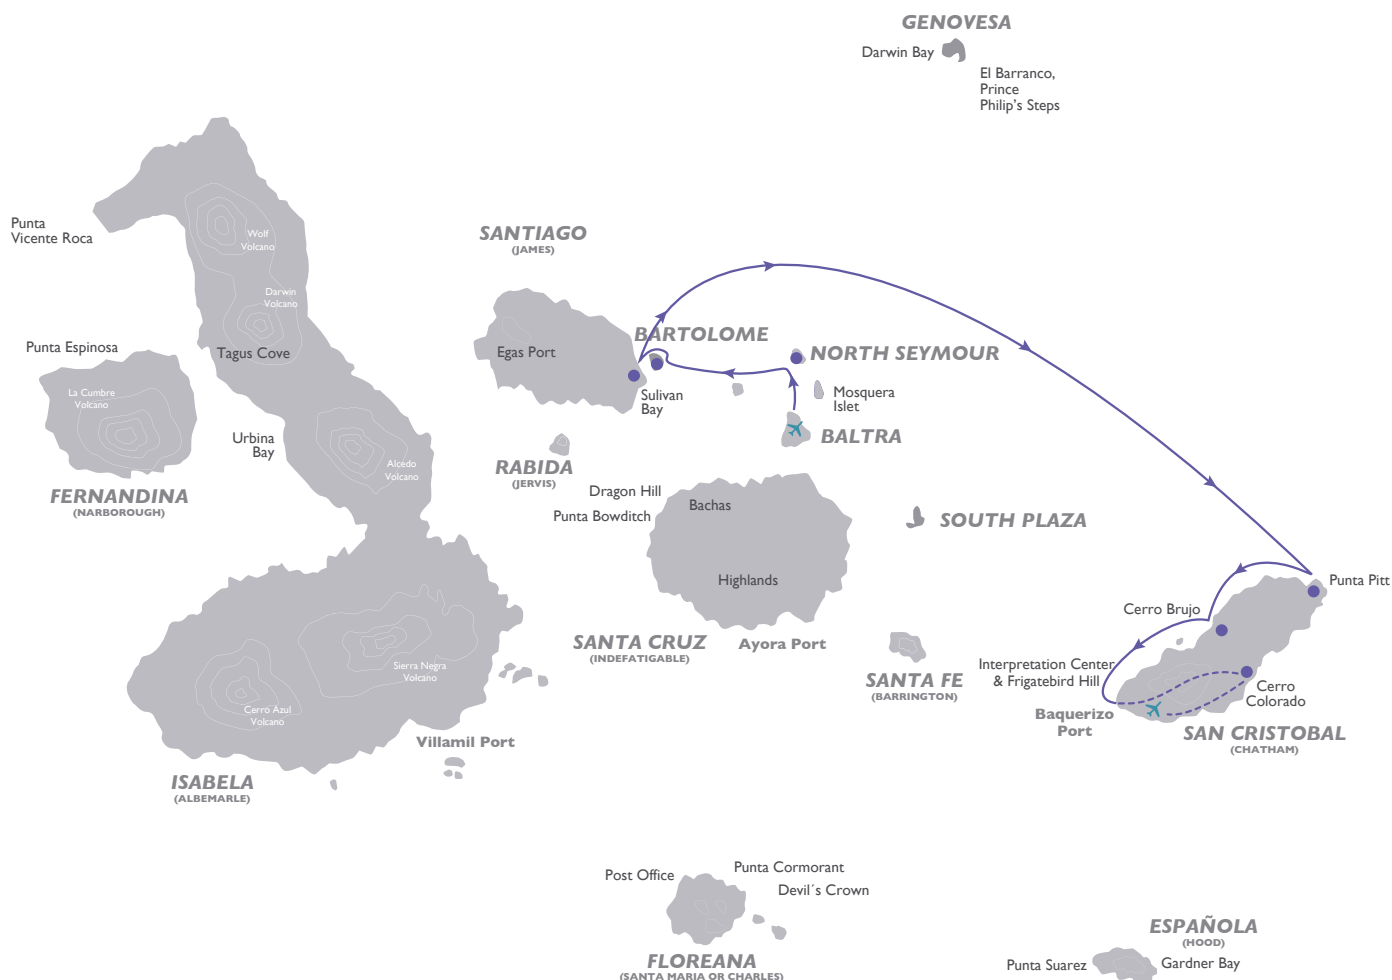 GENOVESA
Darwin Bay
El Barranco,
Prince
Philip's Steps
Punta
Vicente Roca
Wolf
Volcano
SANTIAGO
(JAMES)
Darwin
Volcano
BARTOLOME
Punta Espinosa
Tagus Cove
Egas Port
NORTH SEYMOUR
La Cumbre
Volcano
Sulivan
Bay
Mosquera
Islet
Urbina
Bay
BALTRA
Alcedo
Volcano
RABIDA
(JERVIS)
FERNANDINA
(NARBOROUGH)
Dragon Hill
Bachas
Punta Bowditch
SOUTH PLAZA
Highlands
Punta Pitt
Cerro Brujo
SANTA CRUZ
(INDEFATIGABLE)
Ayora Port
Sierra Negra
Volcano
SANTA FE
(BARRINGTON)
Interpretation Center
& Frigatebird Hill
Cerro
Colorado
Cerro Azul
Volcano
Baquerizo
Port
SAN CRISTOBAL
(CHATHAM)
Villamil Port
ISABELA
(ALBEMARLE)
Post Office
Punta Cormorant
Devil´s Crown
FLOREANA
(SANTA MARIA OR CHARLES)
ESPAÑOLA
(HOOD)
Punta Suarez
Gardner Bay